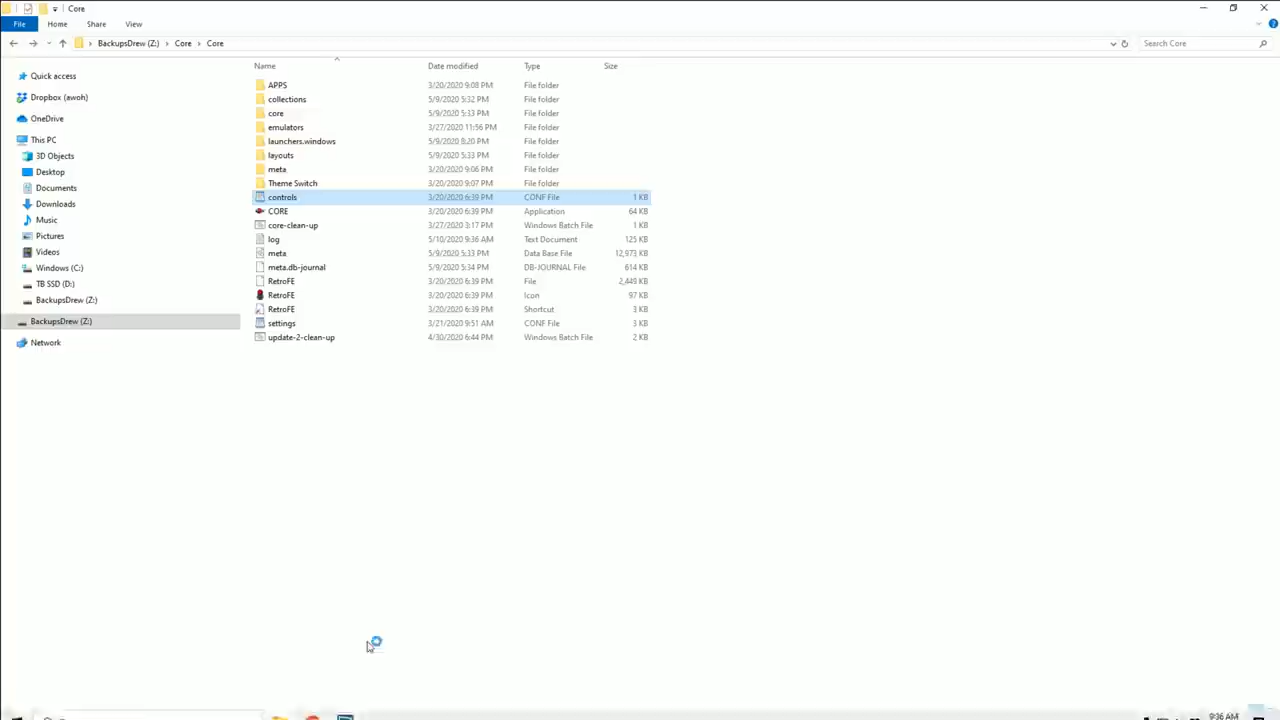 Core
File Home Share View
BackupsDrew (Z:) › Core › Core Search Core
Name Date modified Type Size
Quick access
Dropbox (awoh)
OneDrive
This PC
3D Objects
Desktop
Documents
Downloads
Music
Pictures
Videos
Windows (C:)
TB SSD (D:)
BackupsDrew (Z:)
BackupsDrew (Z:)
Network
APPS 3/20/2020 9:08 PM File folder
collections 5/9/2020 5:32 PM File folder
core 5/9/2020 5:33 PM File folder
emulators 3/27/2020 11:56 PM File folder
launchers.windows 5/9/2020 8:20 PM File folder
layouts 5/9/2020 5:33 PM File folder
meta 3/20/2020 9:06 PM File folder
Theme Switch 3/20/2020 9:07 PM File folder
controls 3/20/2020 6:39 PM CONF File 1 KB
CORE 3/20/2020 6:39 PM Application 64 KB
core-clean-up 3/27/2020 3:17 PM Windows Batch File 1 KB
log 5/10/2020 9:36 AM Text Document 125 KB
meta 5/9/2020 5:33 PM Data Base File 12,973 KB
meta.db-journal 5/9/2020 5:34 PM DB-JOURNAL File 614 KB
RetroFE 3/20/2020 6:39 PM File 2,449 KB
RetroFE 3/20/2020 6:39 PM Icon 97 KB
RetroFE 3/20/2020 6:39 PM Shortcut 3 KB
settings 3/21/2020 9:51 AM CONF File 3 KB
update-2-clean-up 4/30/2020 6:44 PM Windows Batch File 2 KB
9:36 AM